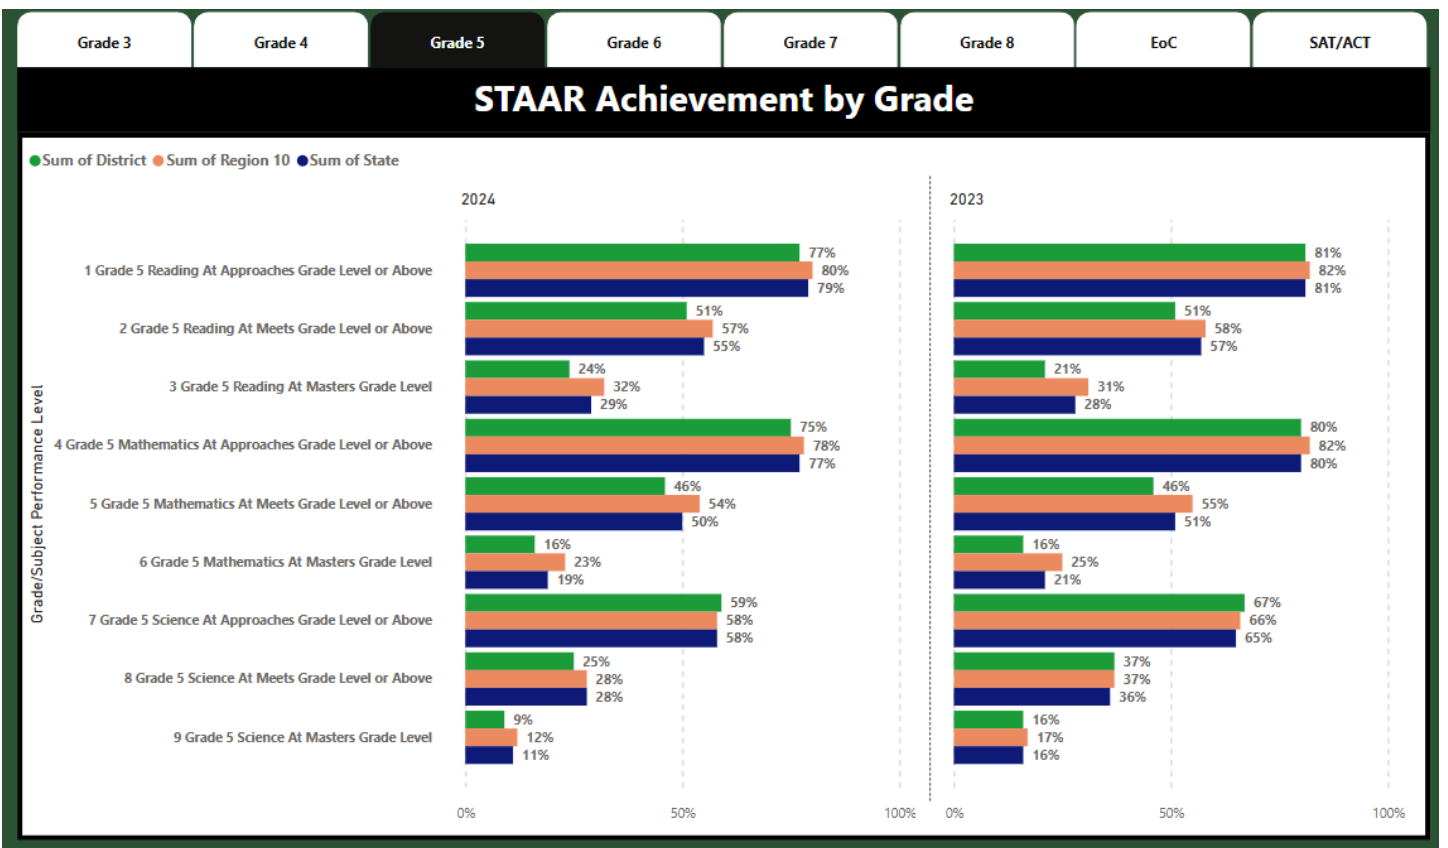 Grade 3 Grade 4 Grade 5 Grade 6 Grade 7 Grade 8 EoC SAT/ACT
STAAR Achievement by Grade
Sum of District Sum of Region 10 Sum of State
2024 2023
Grade/Subject Performance Level
1 Grade 5 Reading At Approaches Grade Level or Above
77% 81%
80% 82%
79% 81%
2 Grade 5 Reading At Meets Grade Level or Above
51% 51%
57% 58%
55% 57%
3 Grade 5 Reading At Masters Grade Level
24% 21%
32% 31%
29% 28%
4 Grade 5 Mathematics At Approaches Grade Level or Above
75% 80%
78% 82%
77% 80%
5 Grade 5 Mathematics At Meets Grade Level or Above
46% 46%
54% 55%
50% 51%
6 Grade 5 Mathematics At Masters Grade Level
16% 16%
23% 25%
19% 21%
7 Grade 5 Science At Approaches Grade Level or Above
59% 67%
58% 66%
58% 65%
8 Grade 5 Science At Meets Grade Level or Above
25% 37%
28% 37%
28% 36%
9 Grade 5 Science At Masters Grade Level
9% 16%
12% 17%
11% 16%
0% 50% 100% 0% 50% 100%